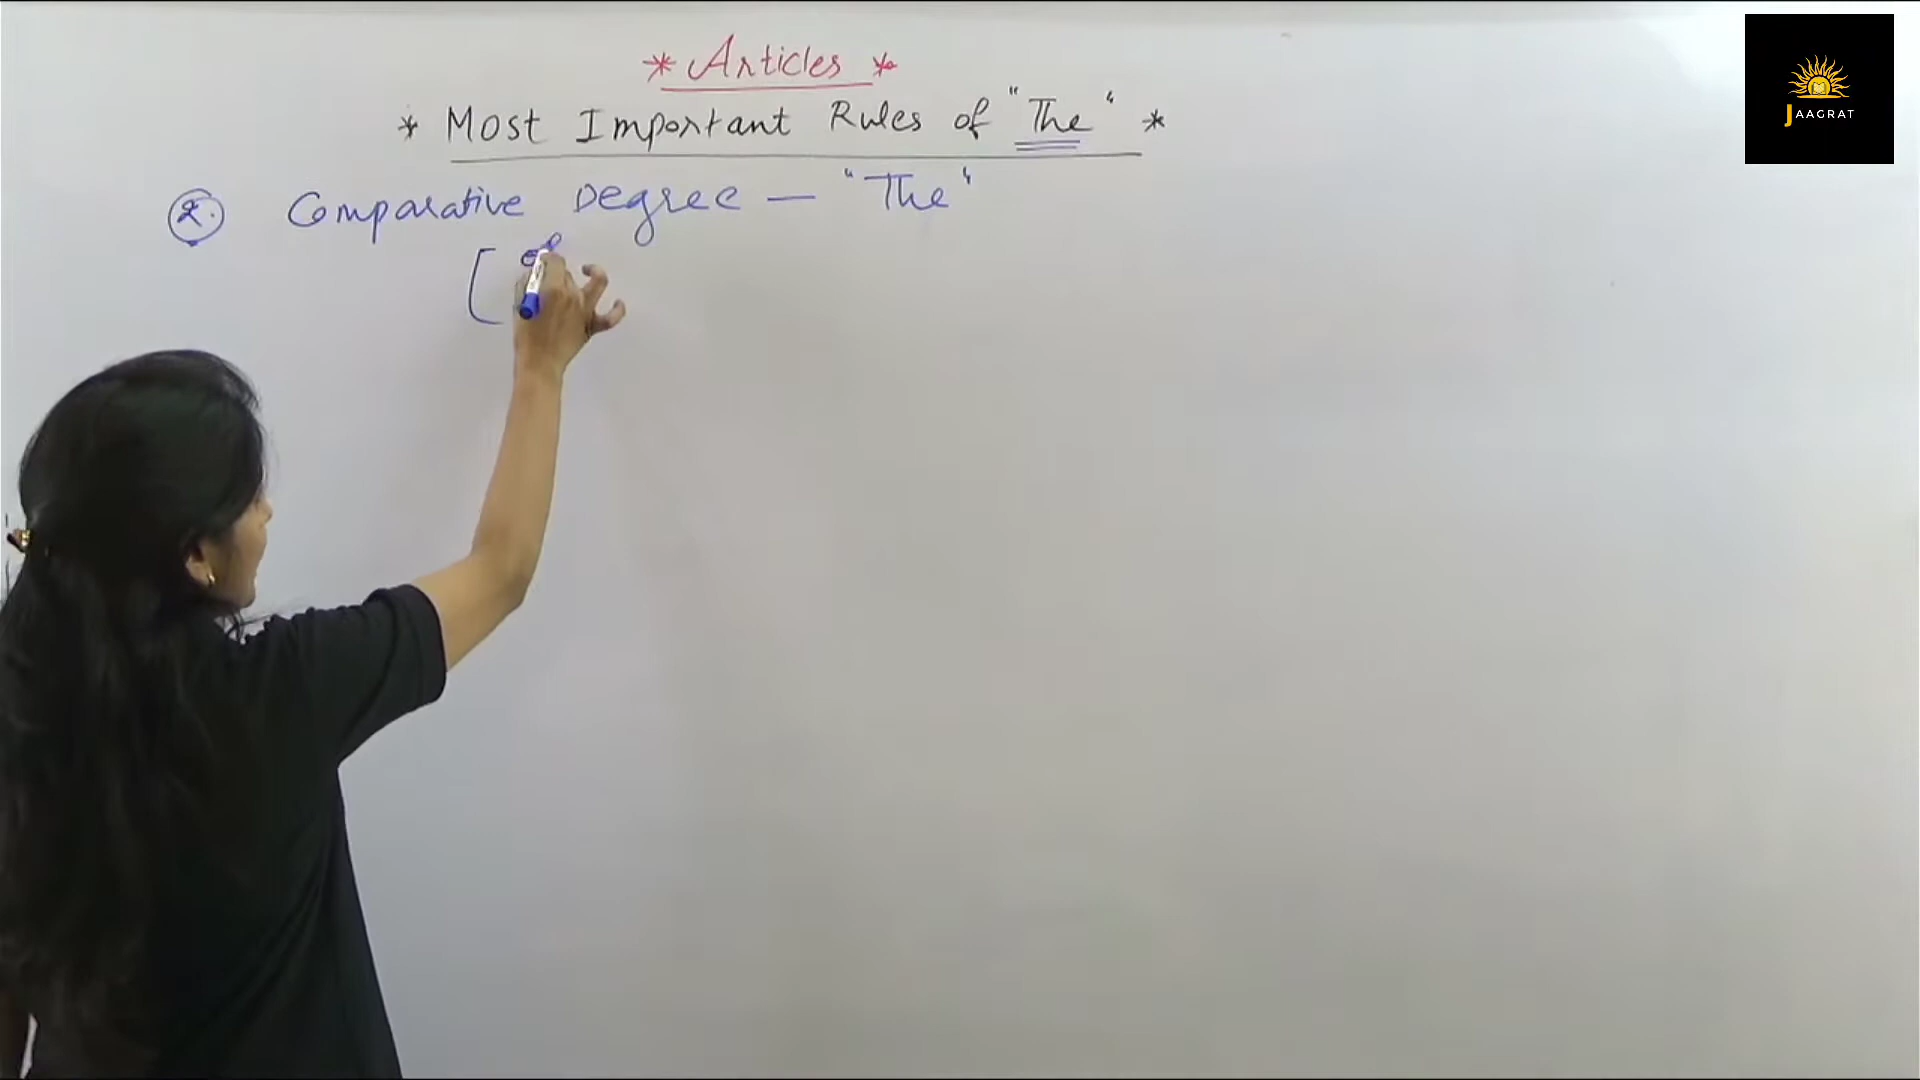 * Articles *
* Most Important Rules of "The" *
2. Comparative Degree — "The"
[
JAAGRAT